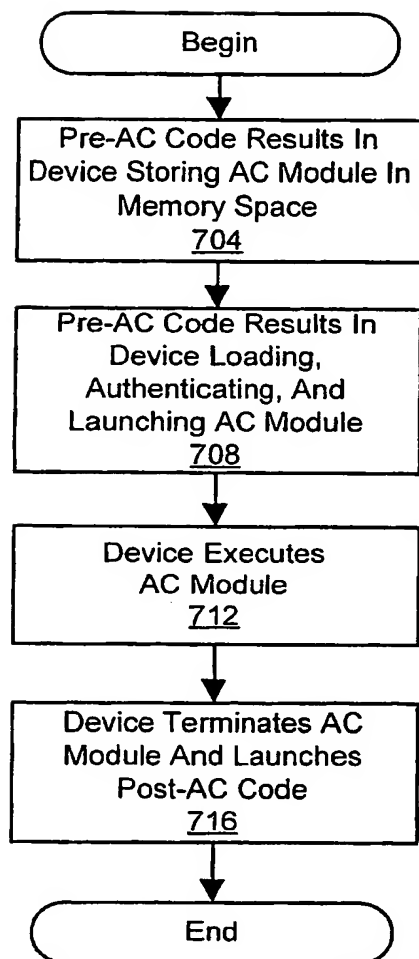 Begin
Pre-AC Code Results In
Device Storing AC Module In
Memory Space
704
Pre-AC Code Results In
Device Loading,
Authenticating, And
Launching AC Module
708
Device Executes
AC Module
712
Device Terminates AC
Module And Launches
Post-AC Code
716
End